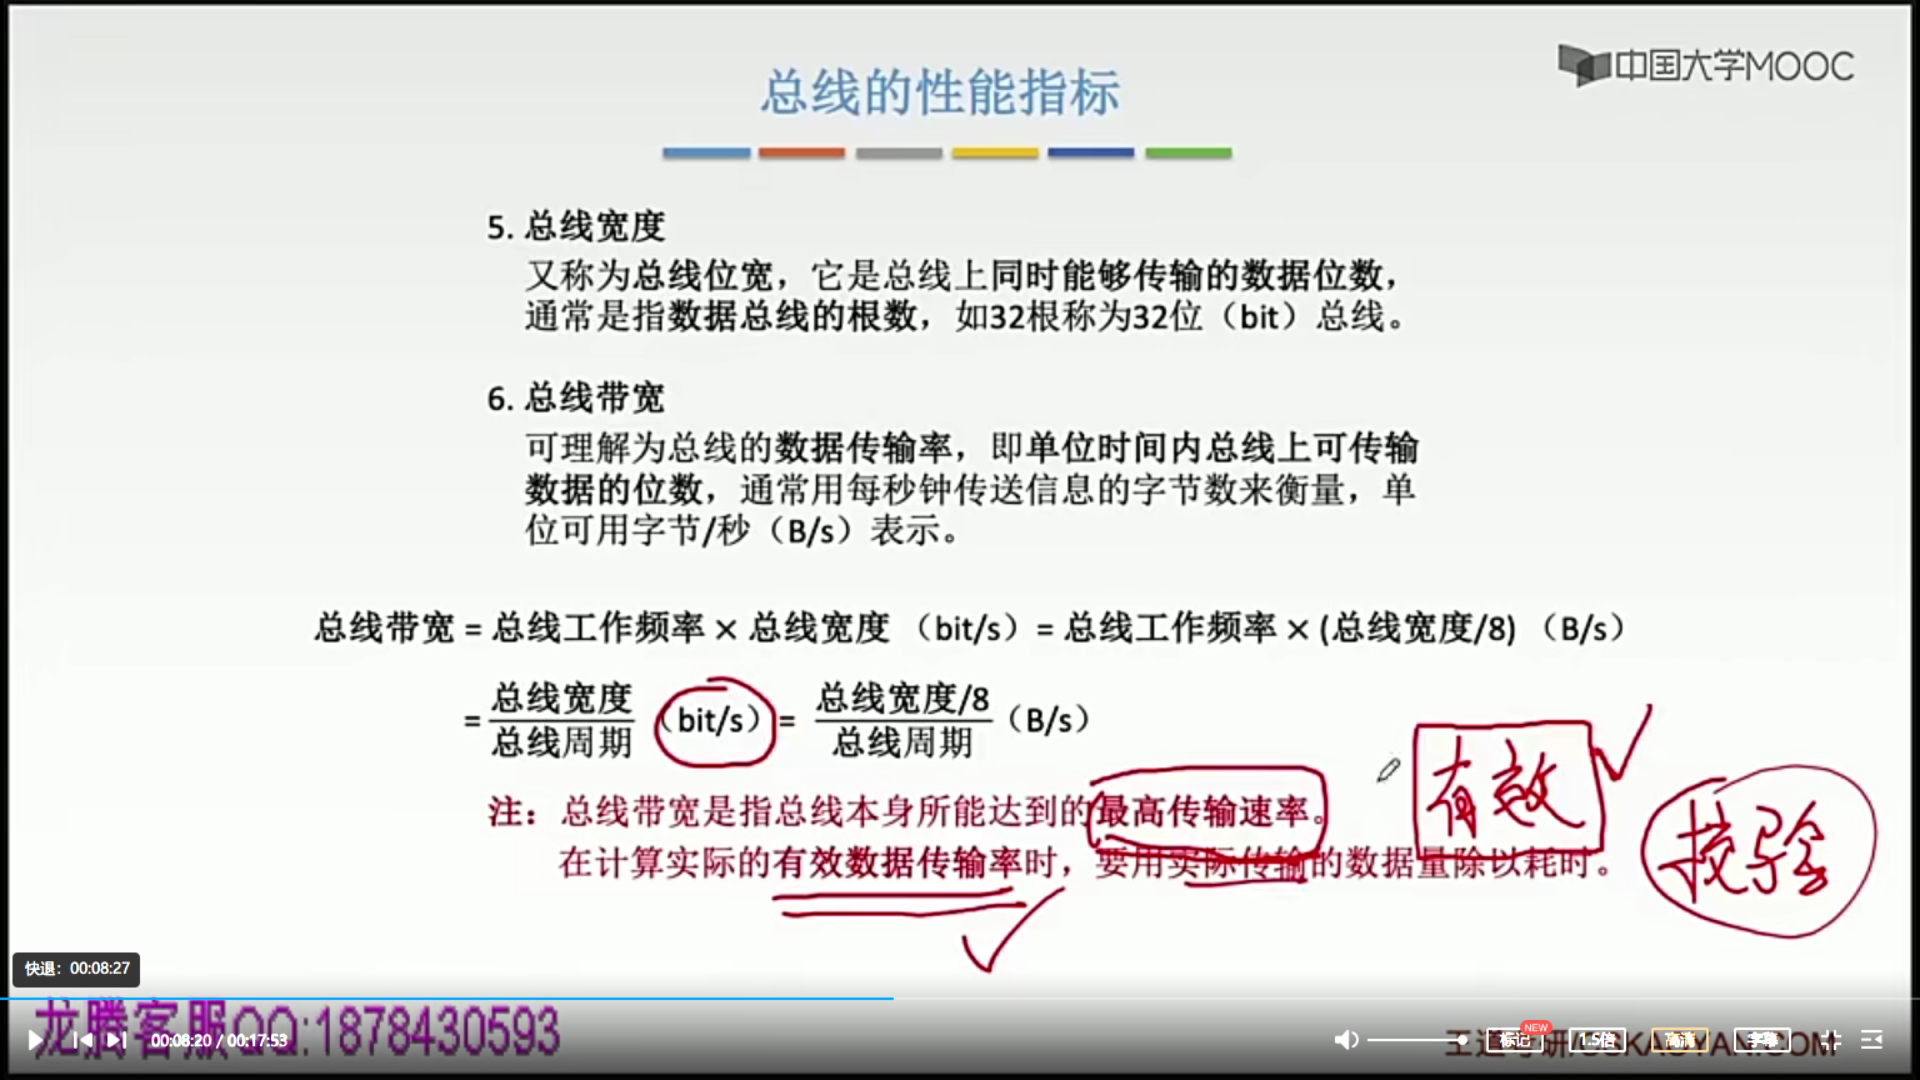 中国大学MOOC
总线的性能指标
5. 总线宽度
又称为总线位宽，它是总线上同时能够传输的数据位数，
通常是指数据总线的根数，如32根称为32位（bit）总线。
6. 总线带宽
可理解为总线的数据传输率，即单位时间内总线上可传输
数据的位数，通常用每秒钟传送信息的字节数来衡量，单
位可用字节/秒（B/s）表示。
总线带宽 = 总线工作频率 × 总线宽度 （bit/s）= 总线工作频率 × (总线宽度/8) （B/s）
= 总线宽度/总线周期 （bit/s）= 总线宽度/8/总线周期 （B/s）
有效
校验
注：总线带宽是指总线本身所能达到的最高传输速率。
在计算实际的有效数据传输率时，要用实际传输的数据量除以耗时。
快退：00:08:27
龙腾客服QQ:1878430593
00:08:20 / 00:17:53
王道考研/CSKAOYAN.COM
标记
NEW
1.5倍
高清
字幕